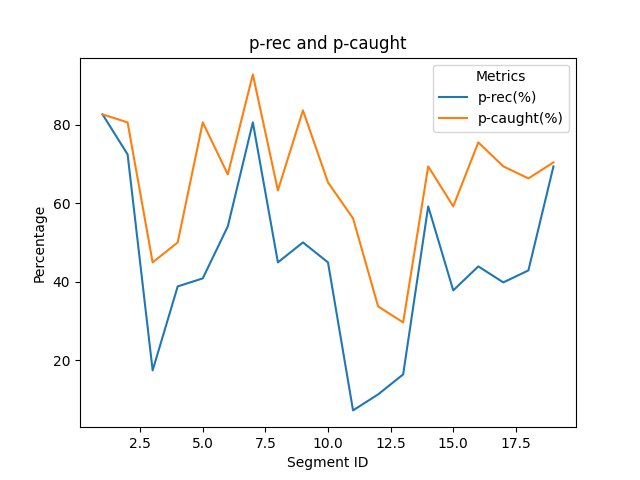 p-rec and p-caught
Metrics
p-rec(%)
p-caught(%)
Percentage
80
60
40
20
2.5 5.0 7.5 10.0 12.5 15.0 17.5
Segment ID